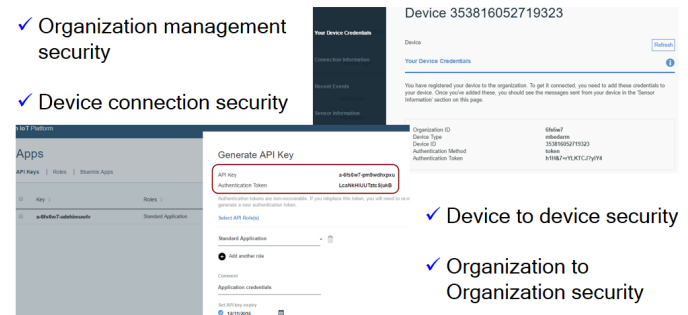 ✓ Organization management
security
✓ Device connection security
Device 353816052719323
Your Device Credentials
Connection Information
Recent Events
Sensor Information
Device
Refresh
Your Device Credentials
You have registered your device to the organization. To get it connected, you need to add these credentials to
your device. Once you've added these, you should see the messages sent from your device in the 'Sensor
Information' section on this page.
Organization ID 6fs6w7
Device Type mbedarm
Device ID 353816052719323
Authentication Method token
Authentication Token
IoT Platform
Apps
API Keys | Roles | Bluemix Apps
Key Roles
Standard Application
Generate API Key
API Key
Authentication Token
Authentication tokens are non-recoverable. If you misplace this token, you will need to
generate a new authentication token.
Select API Role(s)
Standard Application
Add another role
Comment
Application credentials
Set API key expiry
12/31/2016
✓ Device to device security
✓ Organization to
Organization security